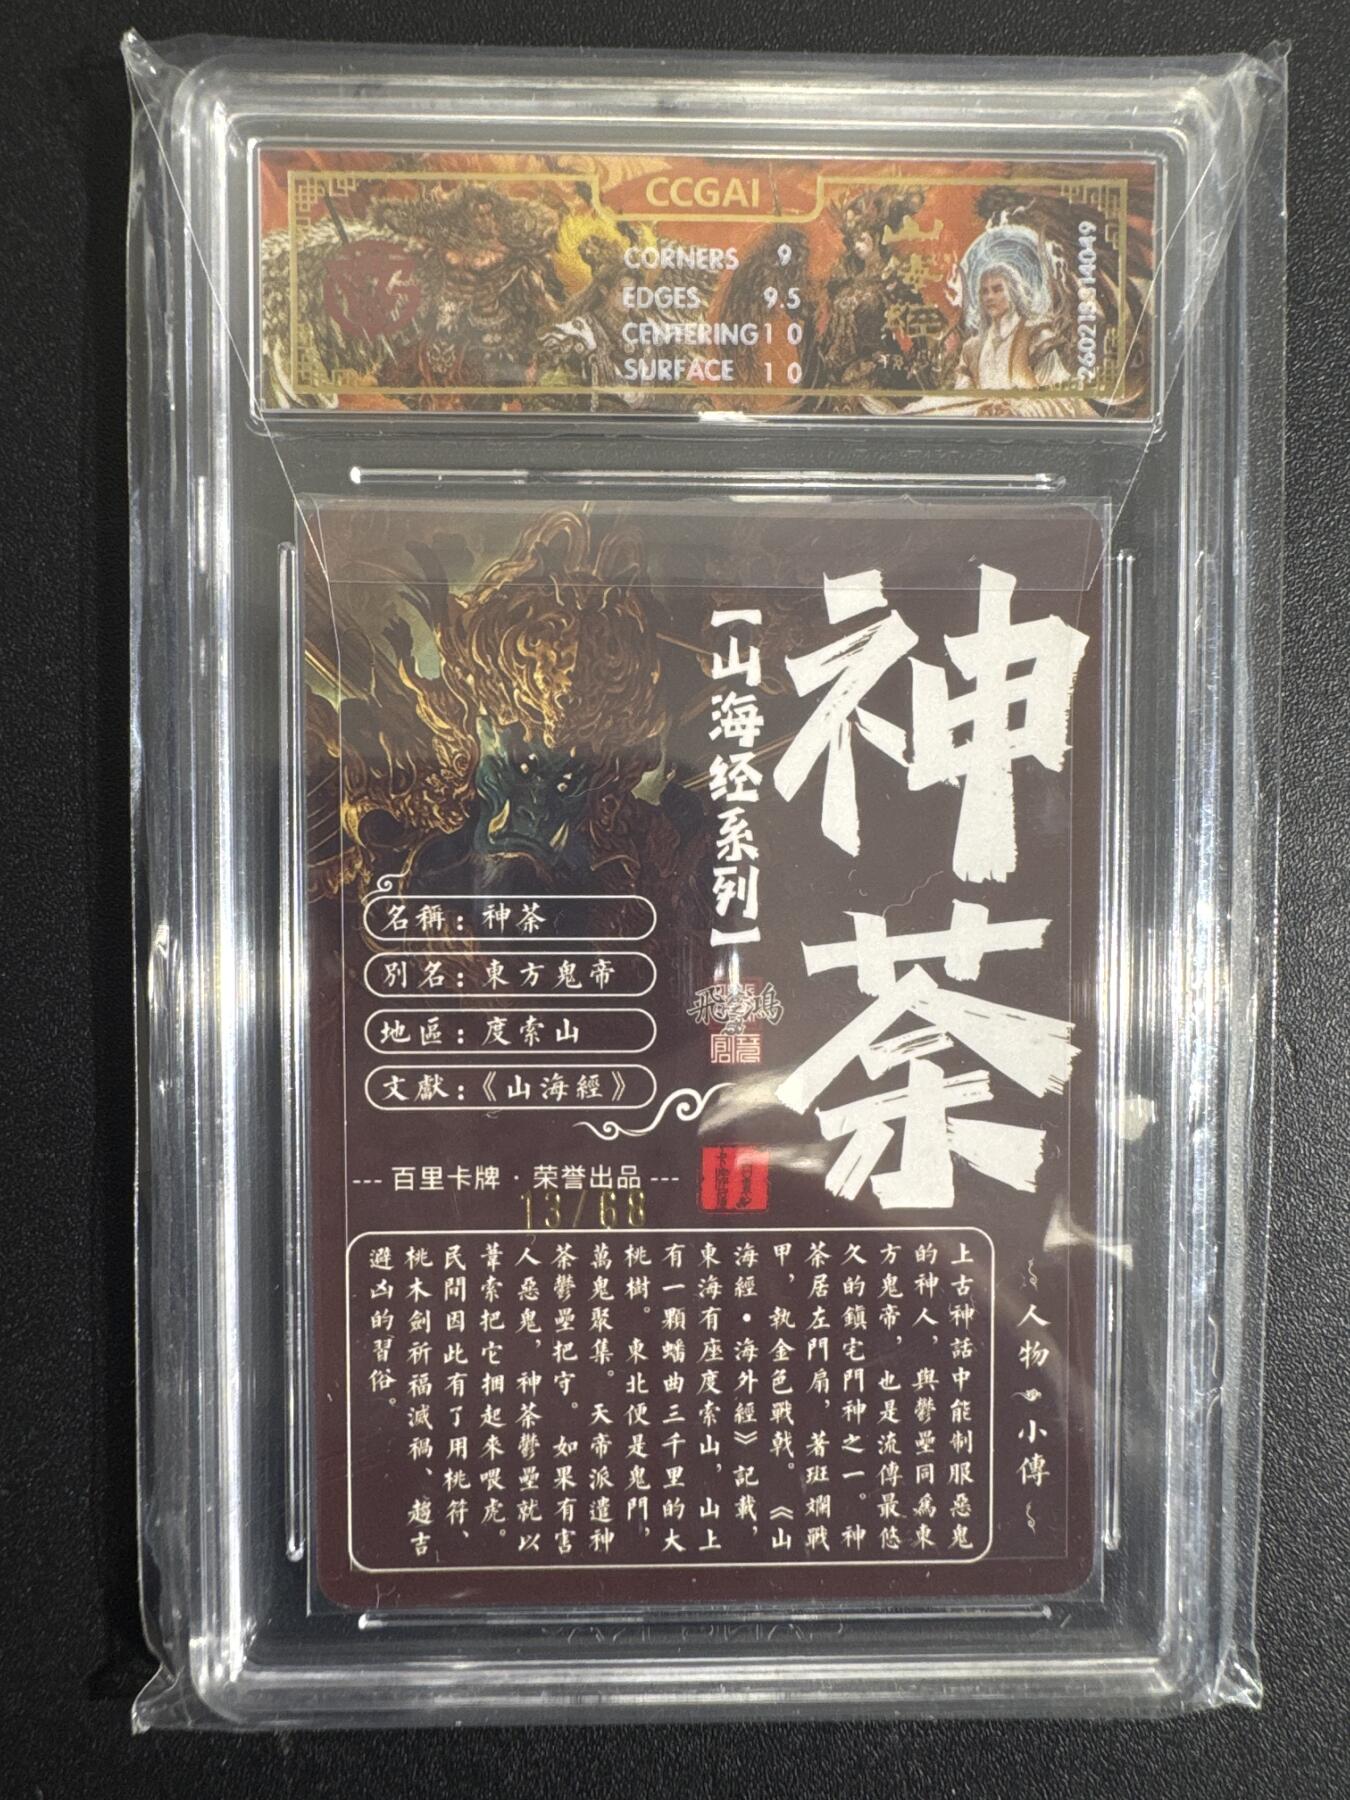 CCGAI
CORNERS 9
EDGES 9.5
CENTERING 10
SURFACE 10
山海经
神荼
【山海经系列】
飛鴻
名稱：神荼
別名：東方鬼帝
地區：度索山
文獻：《山海經》
--- 百里卡牌 · 荣誉出品 ---
13/68
人物小傳
上古神話中能制服惡鬼
的神人，與鬱壘同為東
方鬼帝，也是流傳最悠
久的鎮宅門神之一。神
荼居左門扇，著斑斕戰
甲，執金色戰戟。《山
海經·海外經》記載，
東海有座度索山，山上
有一顆蟠曲三千里的大
桃樹。東北便是鬼門，
萬鬼聚集。天帝派遣神
荼鬱壘把守。如果有害
人惡鬼，神荼鬱壘就以
葦索把它捆起來喂虎。
民間因此有了用桃符、
桃木劍祈福滅禍、趨吉
避凶的習俗。